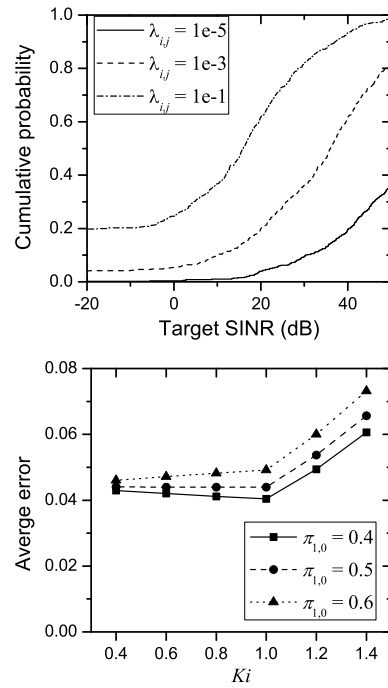 1.0
0.8
0.6
0.4
0.2
0.0
Cumulative probability
λi,j = 1e-5
λi,j = 1e-3
λi,j = 1e-1
-20 0 20 40
Target SINR (dB)
0.08
0.06
0.04
0.02
0.00
Averge error
π1,0 = 0.4
π1,0 = 0.5
π1,0 = 0.6
0.4 0.6 0.8 1.0 1.2 1.4
Ki